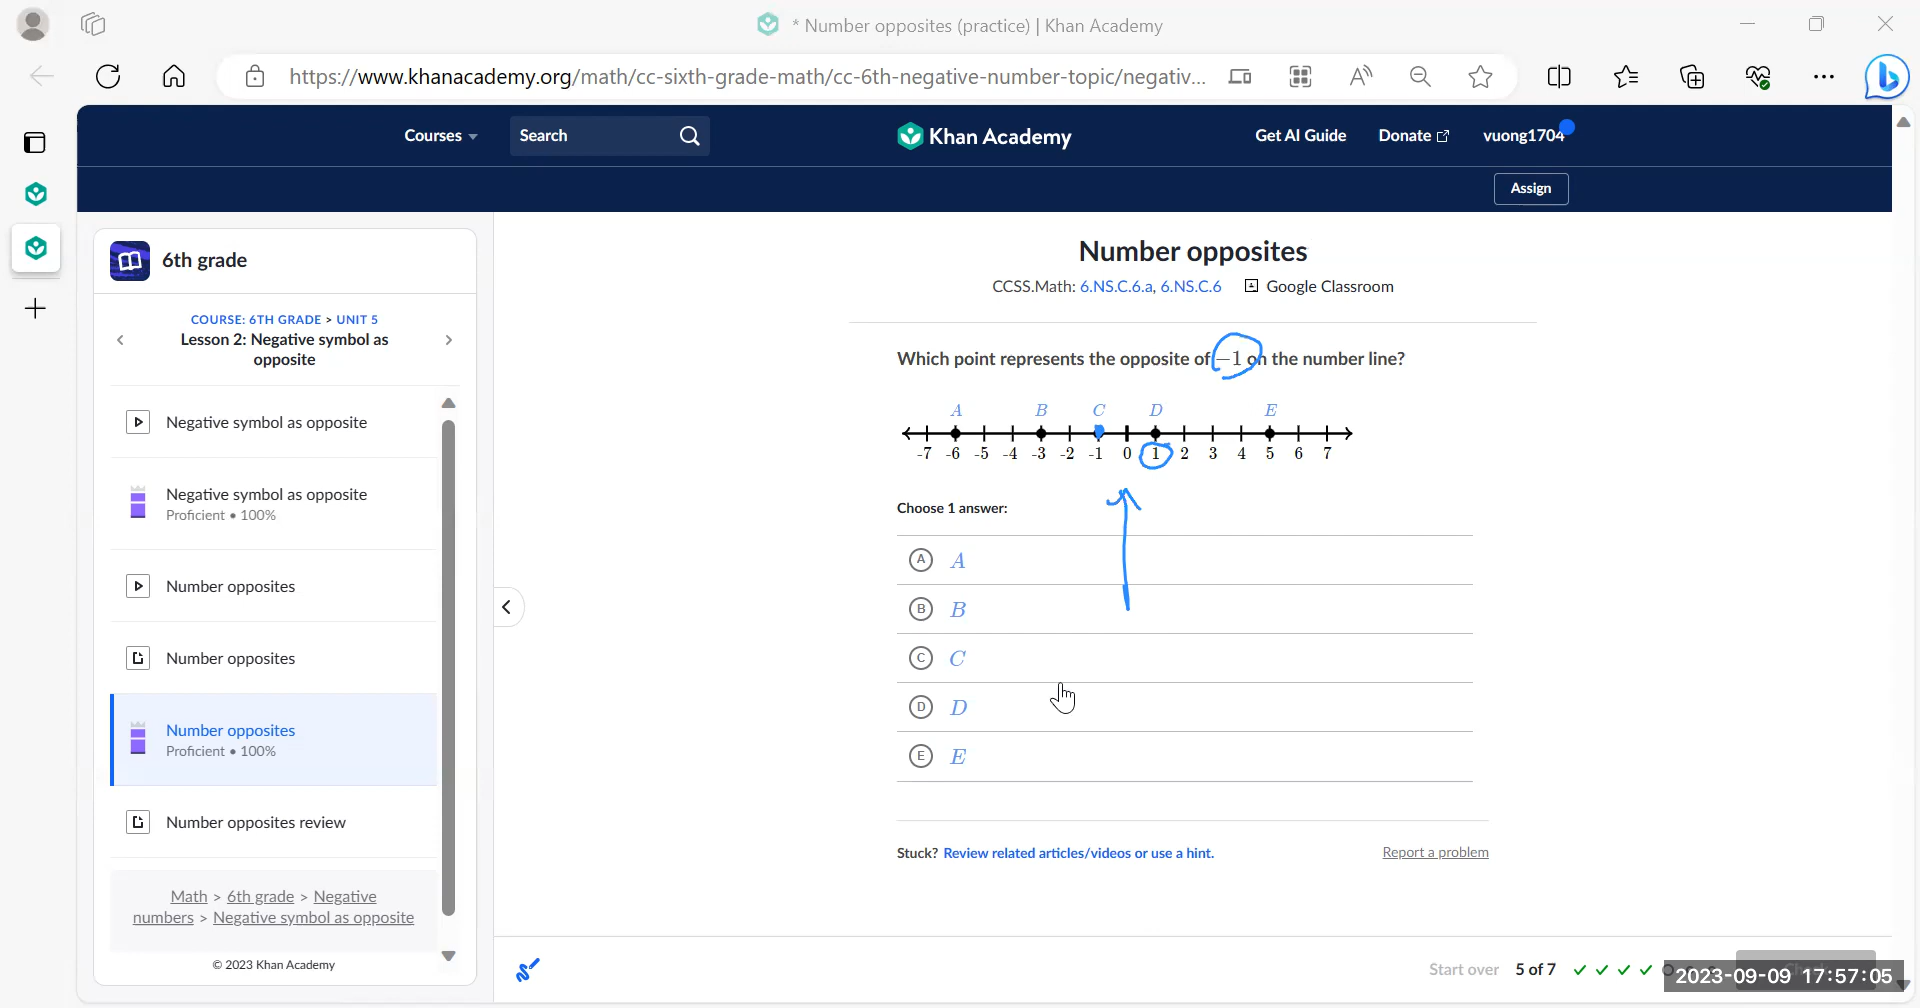 * Number opposites (practice) | Khan Academy
https://www.khanacademy.org/math/cc-sixth-grade-math/cc-6th-negative-number-topic/negativ...
Courses
Search
Khan Academy
Get AI Guide
Donate
vuong1704
Assign
6th grade
COURSE: 6TH GRADE > UNIT 5
Lesson 2: Negative symbol as
opposite
Negative symbol as opposite
Negative symbol as opposite
Proficient • 100%
Number opposites
Number opposites
Number opposites
Proficient • 100%
Number opposites review
Math > 6th grade > Negative
numbers > Negative symbol as opposite
© 2023 Khan Academy
Number opposites
CCSS.Math: 6.NS.C.6.a, 6.NS.C.6
Google Classroom
Which point represents the opposite of −1 on the number line?
A B C D E
-7 -6 -5 -4 -3 -2 -1 0 1 2 3 4 5 6 7
Choose 1 answer:
A A
B B
C C
D D
E E
Stuck? Review related articles/videos or use a hint.
Report a problem
Start over
5 of 7
2023-09-09 17:57:05